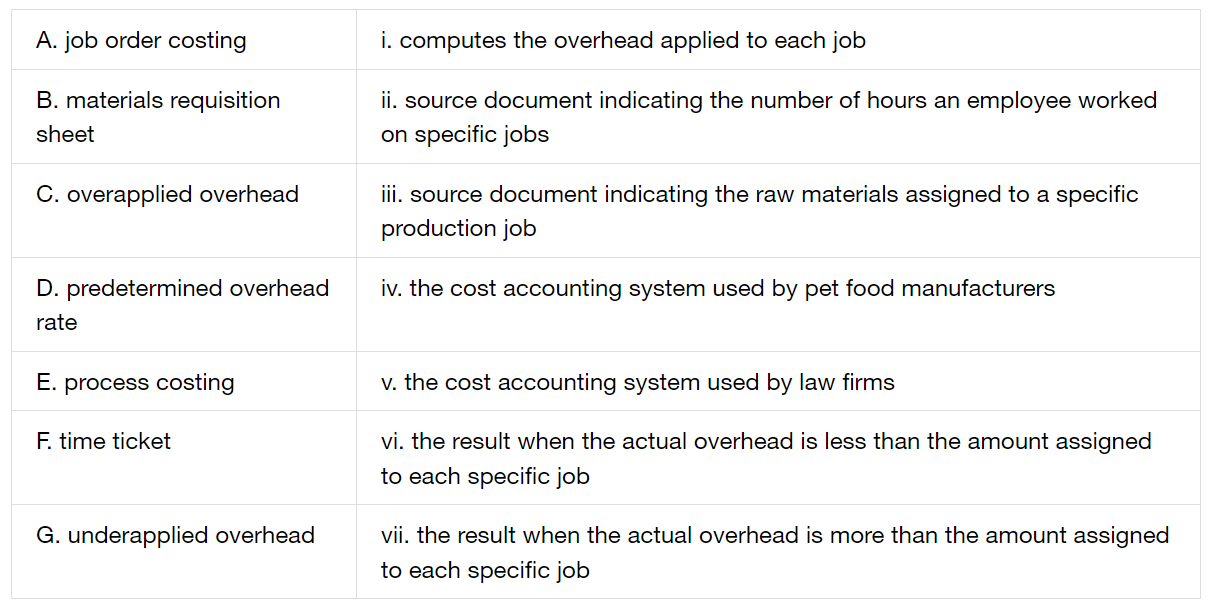 A. job order costing
i. computes the overhead applied to each job
B. materials requisition
sheet
ii. source document indicating the number of hours an employee worked
on specific jobs
C. overapplied overhead
iii. source document indicating the raw materials assigned to a specific
production job
D. predetermined overhead
rate
iv. the cost accounting system used by pet food manufacturers
E. process costing
v. the cost accounting system used by law firms
F. time ticket
vi. the result when the actual overhead is less than the amount assigned
to each specific job
G. underapplied overhead
vii. the result when the actual overhead is more than the amount assigned
to each specific job